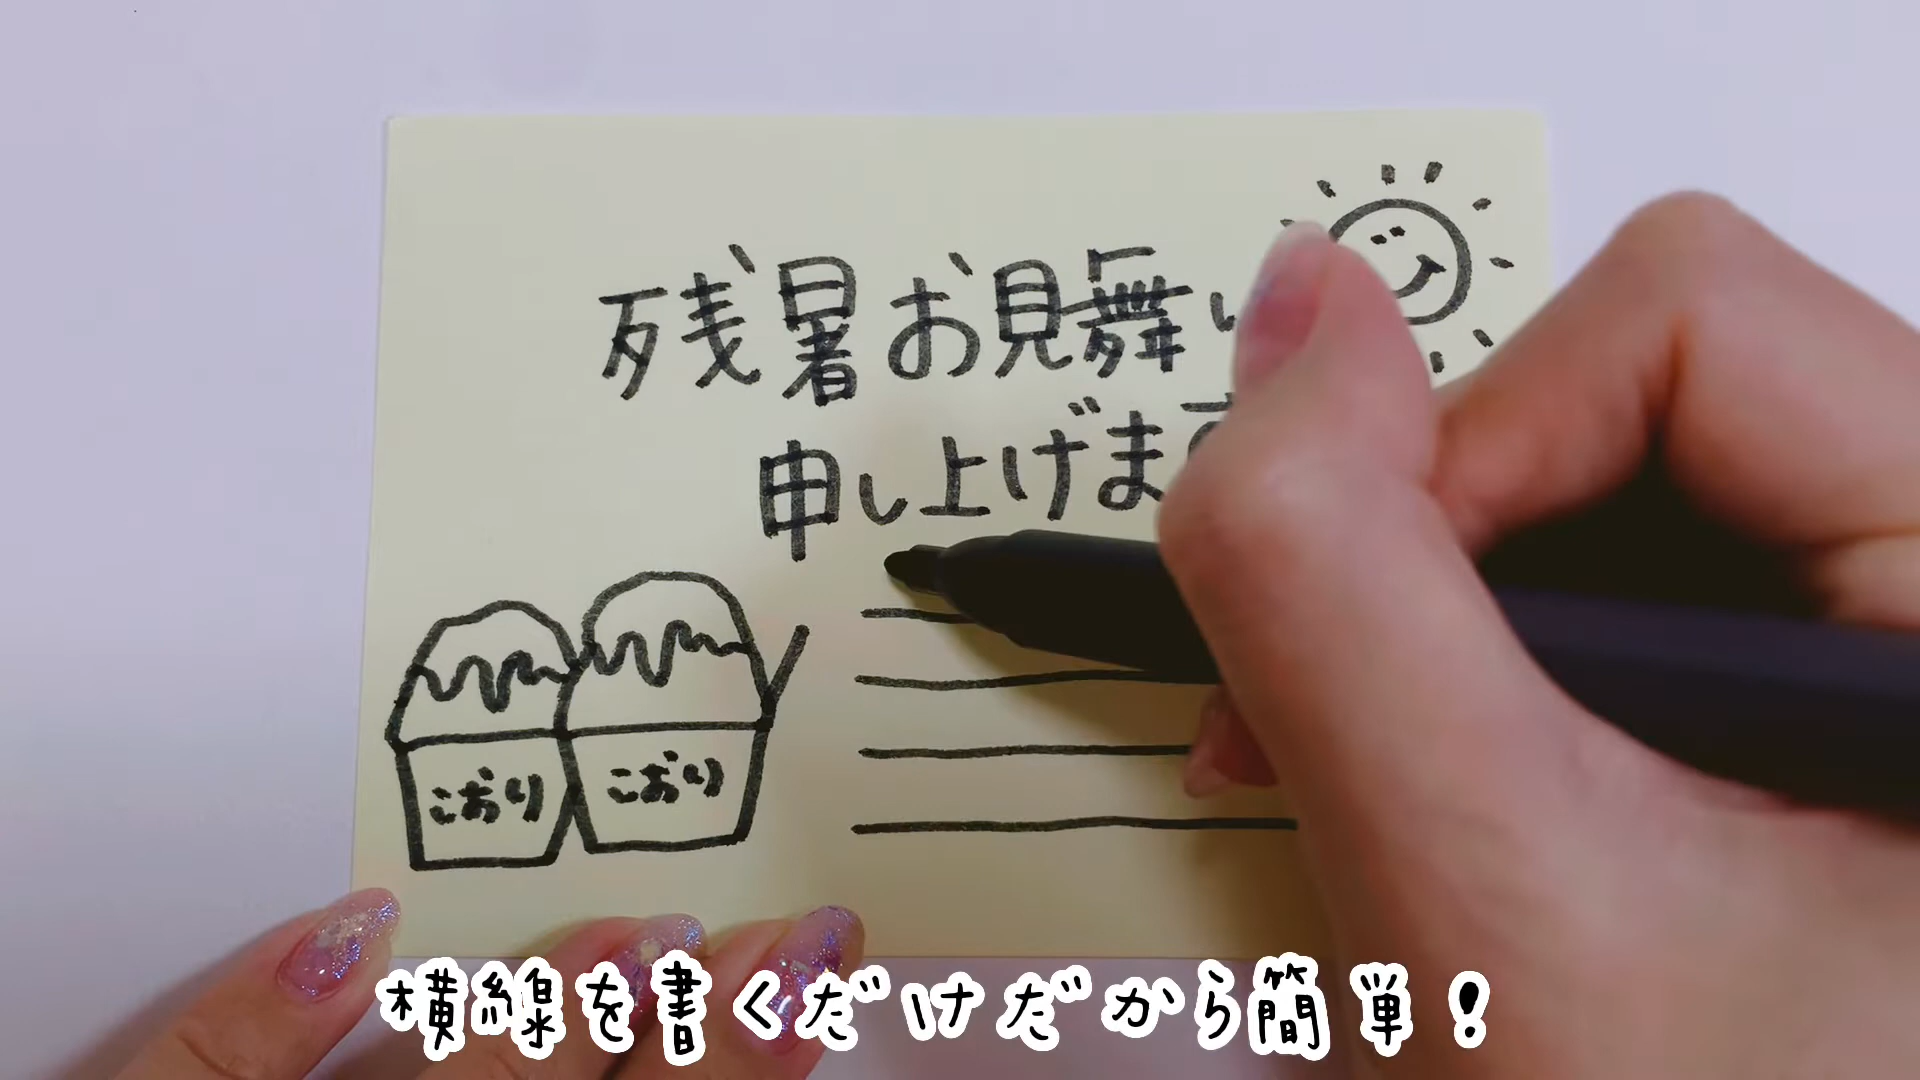 残暑お見舞い
申し上げます
こおり
こおり
横線を書くだけだから簡単！